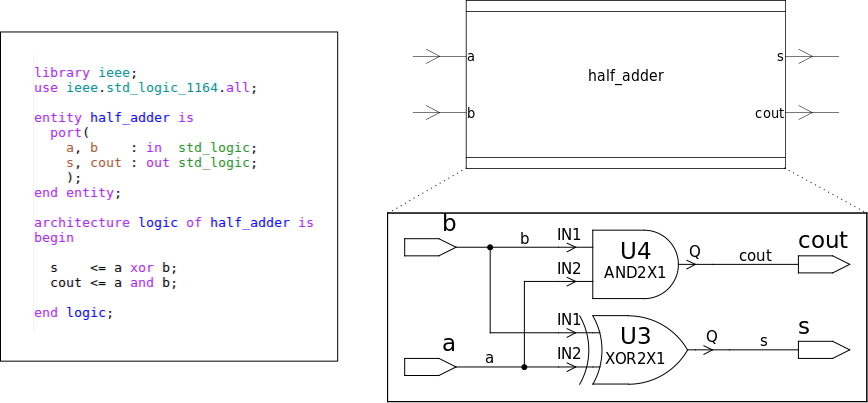 library ieee;
use ieee.std_logic_1164.all;
entity half_adder is
port(
a, b : in std_logic;
s, cout : out std_logic;
);
end entity;
architecture logic of half_adder is
begin
s <= a xor b;
cout <= a and b;
end logic;
a
s
half_adder
b
cout
b
b
IN1
U4
Q
cout
cout
IN2
AND2X1
IN1
U3
Q
s
s
a
a
IN2
XOR2X1